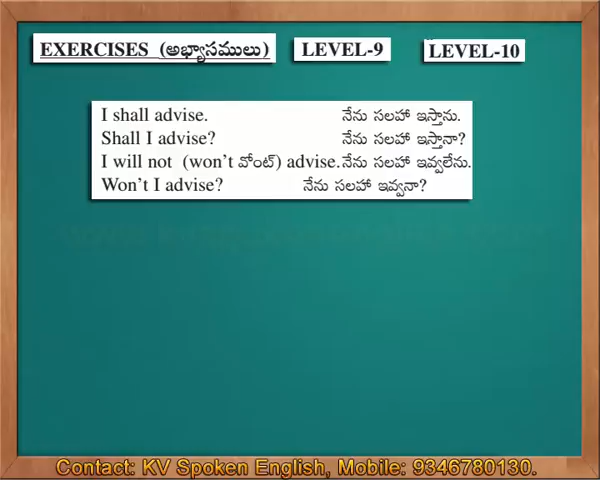 EXERCISES (అభ్యాసములు) LEVEL-9 LEVEL-10
I shall advise. నేను సలహా ఇస్తాను.
Shall I advise? నేను సలహా ఇస్తానా?
I will not (won't వోంట్) advise. నేను సలహా ఇవ్వలేను.
Won't I advise? నేను సలహా ఇవ్వనా?
Contact: KV Spoken English, Mobile: 9346780130.